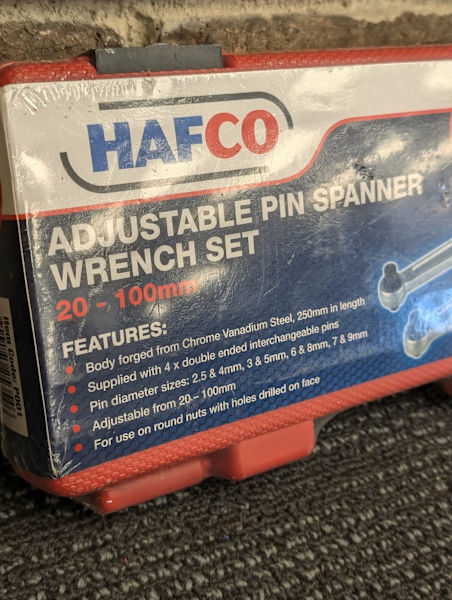 HAFCO
ADJUSTABLE PIN SPANNER
WRENCH SET
20 - 100mm
FEATURES:
• Body forged from Chrome Vanadium Steel, 250mm in length
• Supplied with 4 x double ended interchangeable pins
• Pin diameter sizes: 2.5 & 4mm, 3 & 5mm, 6 & 8mm, 7 & 9mm
• Adjustable from 20 - 100mm
• For use on round nuts with holes drilled on face
Item Code: